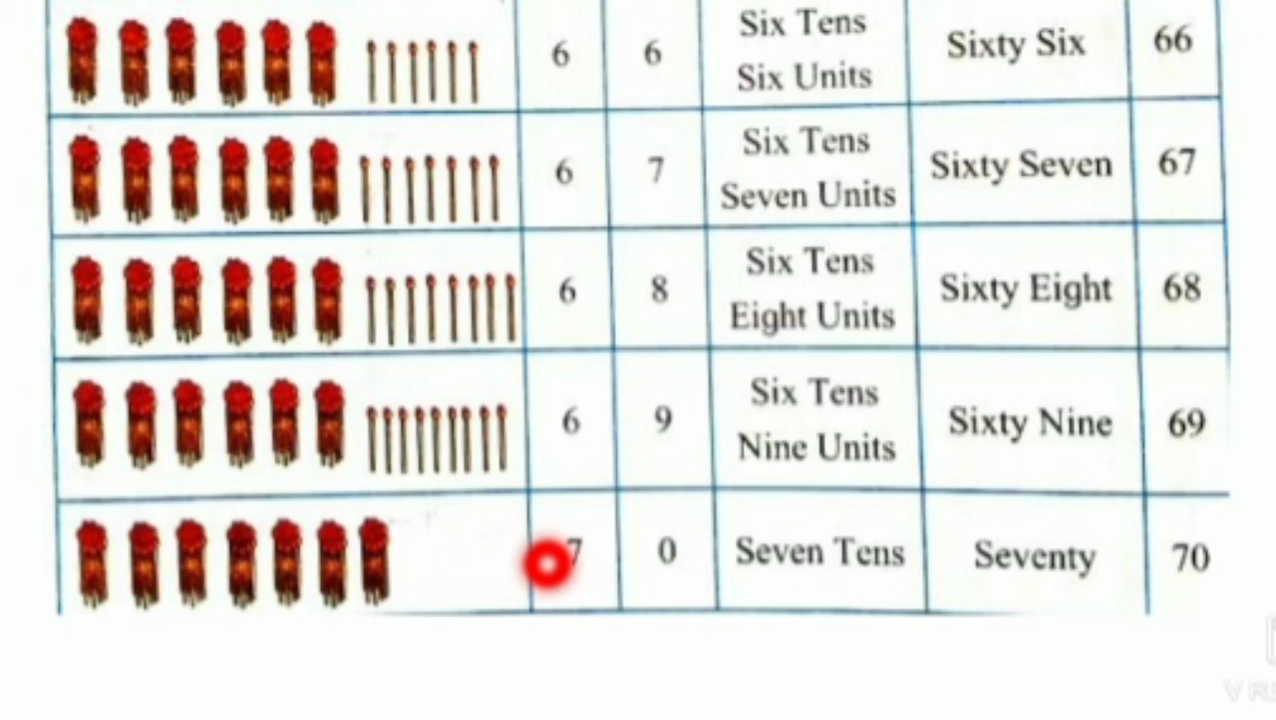 6 6 Six Tens Six Units Sixty Six 66
6 7 Six Tens Seven Units Sixty Seven 67
6 8 Six Tens Eight Units Sixty Eight 68
6 9 Six Tens Nine Units Sixty Nine 69
7 0 Seven Tens Seventy 70